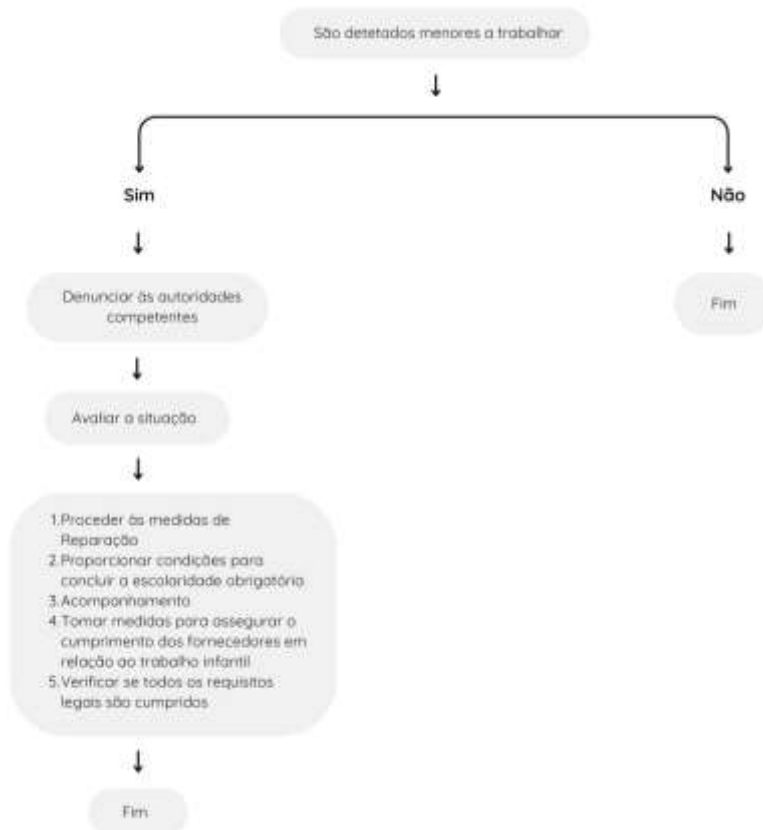 São detetados menores a trabalhar
Sim
Não
Denunciar às autoridades
competentes
Fim
Avaliar a situação
1.Proceder às medidas de
Reparação
2.Proporcionar condições para
concluir a escolaridade obrigatória
3.Acompanhamento
4.Tomar medidas para assegurar o
cumprimento dos fornecedores em
relação ao trabalho infantil
5.Verificar se todos os requisitos
legais são cumpridos
Fim